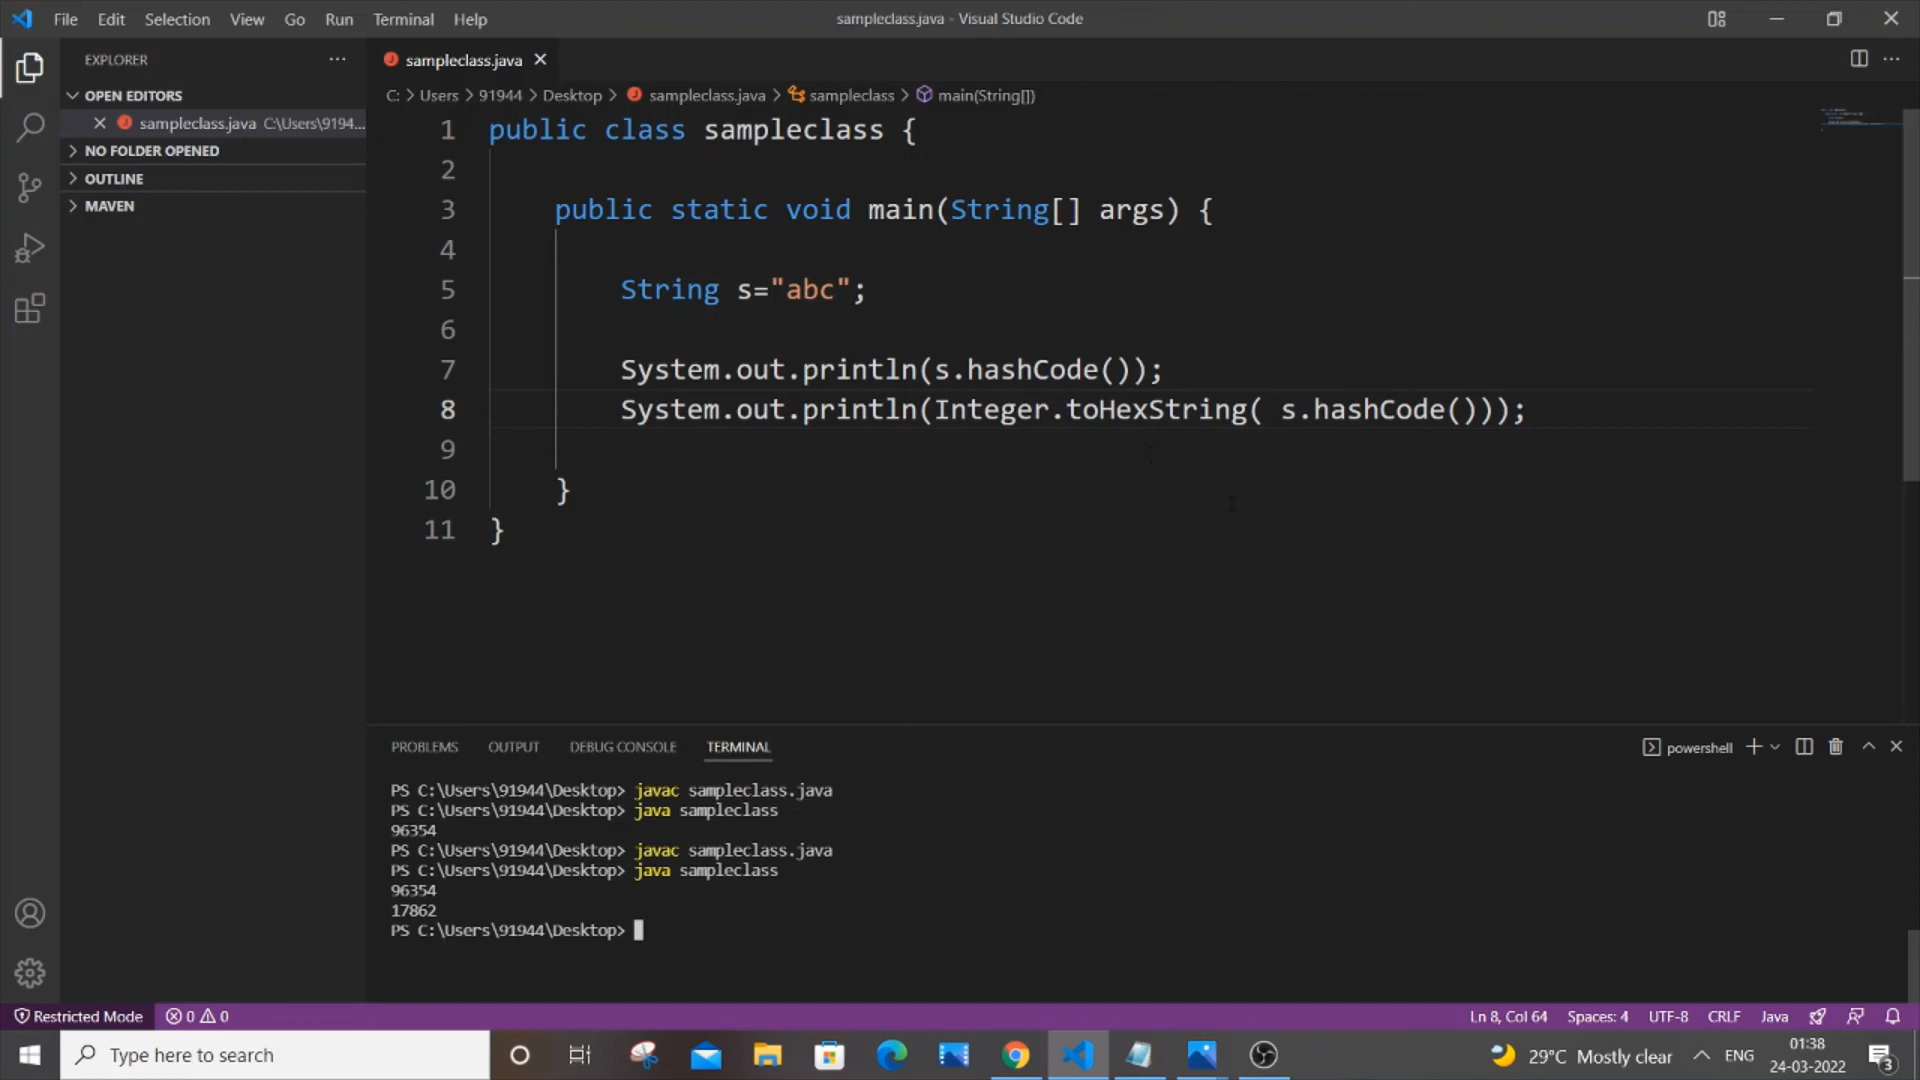 File Edit Selection View Go Run Terminal Help
sampleclass.java - Visual Studio Code
EXPLORER
OPEN EDITORS
sampleclass.java C:\Users\9194...
NO FOLDER OPENED
OUTLINE
MAVEN
sampleclass.java
C: > Users > 91944 > Desktop > sampleclass.java > sampleclass > main(String[])
1 public class sampleclass {
2
3 public static void main(String[] args) {
4
5 String s="abc";
6
7 System.out.println(s.hashCode());
8 System.out.println(Integer.toHexString( s.hashCode()));
9
10 }
11 }
PROBLEMS OUTPUT DEBUG CONSOLE TERMINAL
powershell
PS C:\Users\91944\Desktop> javac sampleclass.java
PS C:\Users\91944\Desktop> java sampleclass
96354
PS C:\Users\91944\Desktop> javac sampleclass.java
PS C:\Users\91944\Desktop> java sampleclass
96354
17862
PS C:\Users\91944\Desktop>
Restricted Mode 0 0
Ln 8, Col 64 Spaces: 4 UTF-8 CRLF Java
Type here to search
29°C Mostly clear ENG
01:38
24-03-2022
3